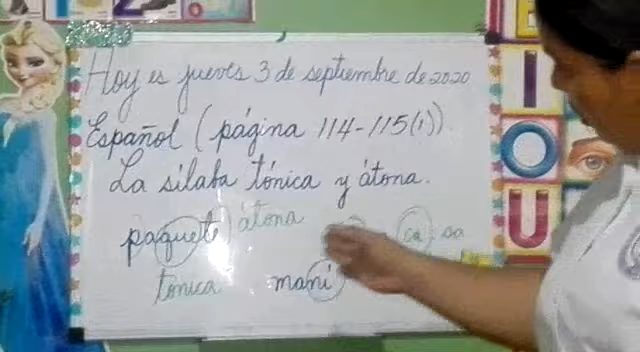 Hoy es jueves 3 de septiembre de 2020
Español (página 114-115(1)).
La sílaba tónica y átona.
paquete átona
ca sa
tónica maní
E
I
O
U